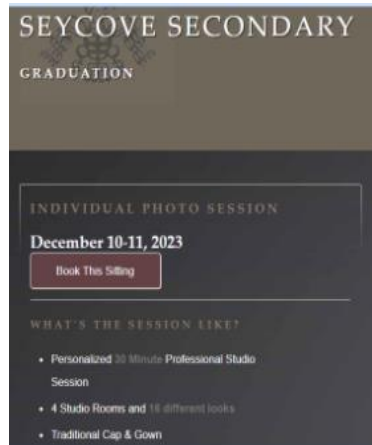 SEYCOVE SECONDARY
GRADUATION
INDIVIDUAL PHOTO SESSION
December 10-11, 2023
Book This Sitting
WHAT'S THE SESSION LIKE?
• Personalized 30 Minute Professional Studio
Session
• 4 Studio Rooms and 18 different looks
• Traditional Cap & Gown